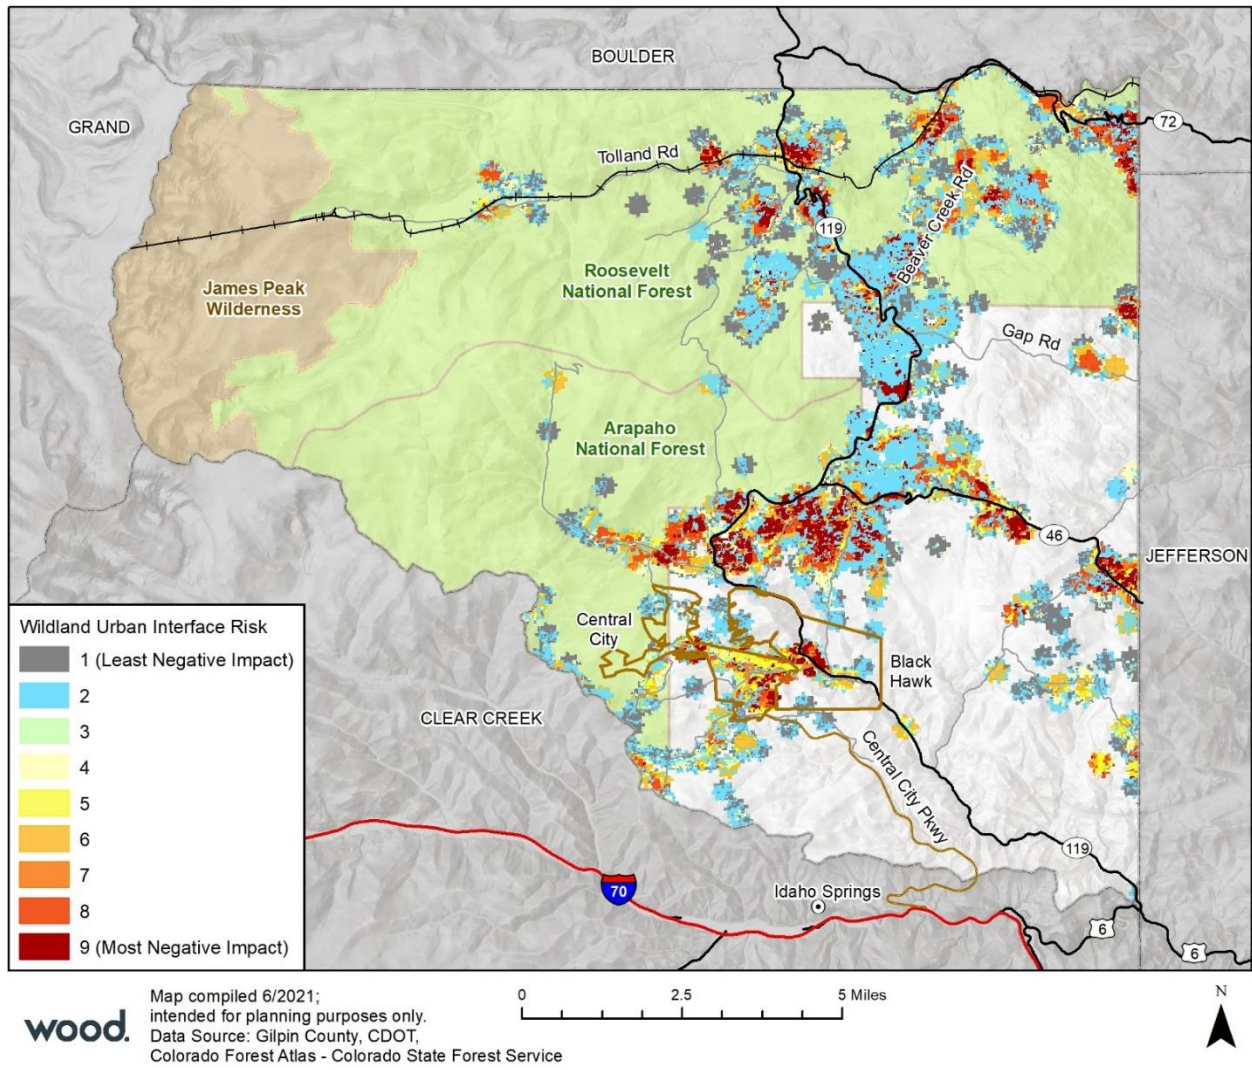 BOULDER
GRAND
72
Tolland Rd
Beaver Creek Rd
119
Roosevelt
National Forest
James Peak
Wilderness
Gap Rd
Arapaho
National Forest
46
JEFFERSON
Central
City
Black
Hawk
CLEAR CREEK
Central City Pkwy
119
70
Idaho Springs
6
6
Wildland Urban Interface Risk
1 (Least Negative Impact)
2
3
4
5
6
7
8
9 (Most Negative Impact)
wood.
Map compiled 6/2021;
intended for planning purposes only.
Data Source: Gilpin County, CDOT,
Colorado Forest Atlas - Colorado State Forest Service
0 2.5 5 Miles
N